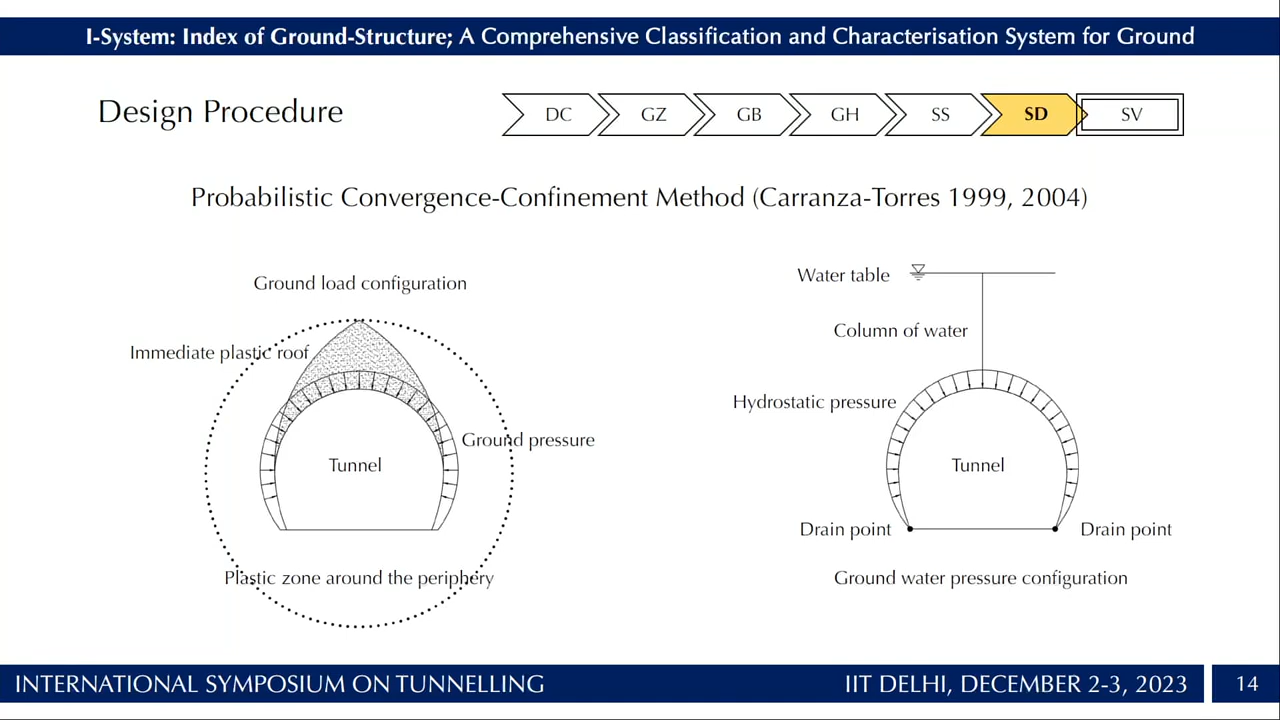 I-System: Index of Ground-Structure; A Comprehensive Classification and Characterisation System for Ground
Design Procedure
DC
GZ
GB
GH
SS
SD
SV
Probabilistic Convergence-Confinement Method (Carranza-Torres 1999, 2004)
Ground load configuration
Immediate plastic roof
Ground pressure
Tunnel
Plastic zone around the periphery
Water table
Column of water
Hydrostatic pressure
Tunnel
Drain point
Drain point
Ground water pressure configuration
INTERNATIONAL SYMPOSIUM ON TUNNELLING
IIT DELHI, DECEMBER 2-3, 2023
14